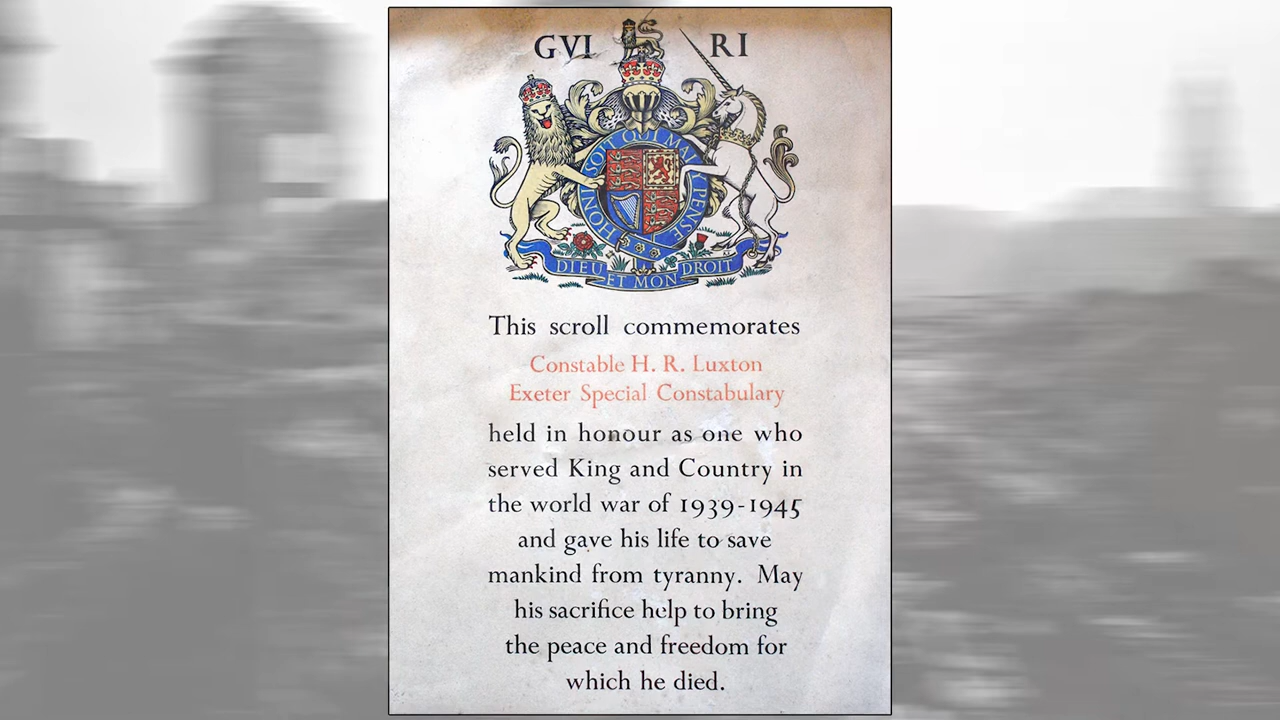 GVI RI
HONI SOIT QUI MAL Y PENSE
DIEU ET MON DROIT
This scroll commemorates
Constable H. R. Luxton
Exeter Special Constabulary
held in honour as one who
served King and Country in
the world war of 1939-1945
and gave his life to save
mankind from tyranny. May
his sacrifice help to bring
the peace and freedom for
which he died.